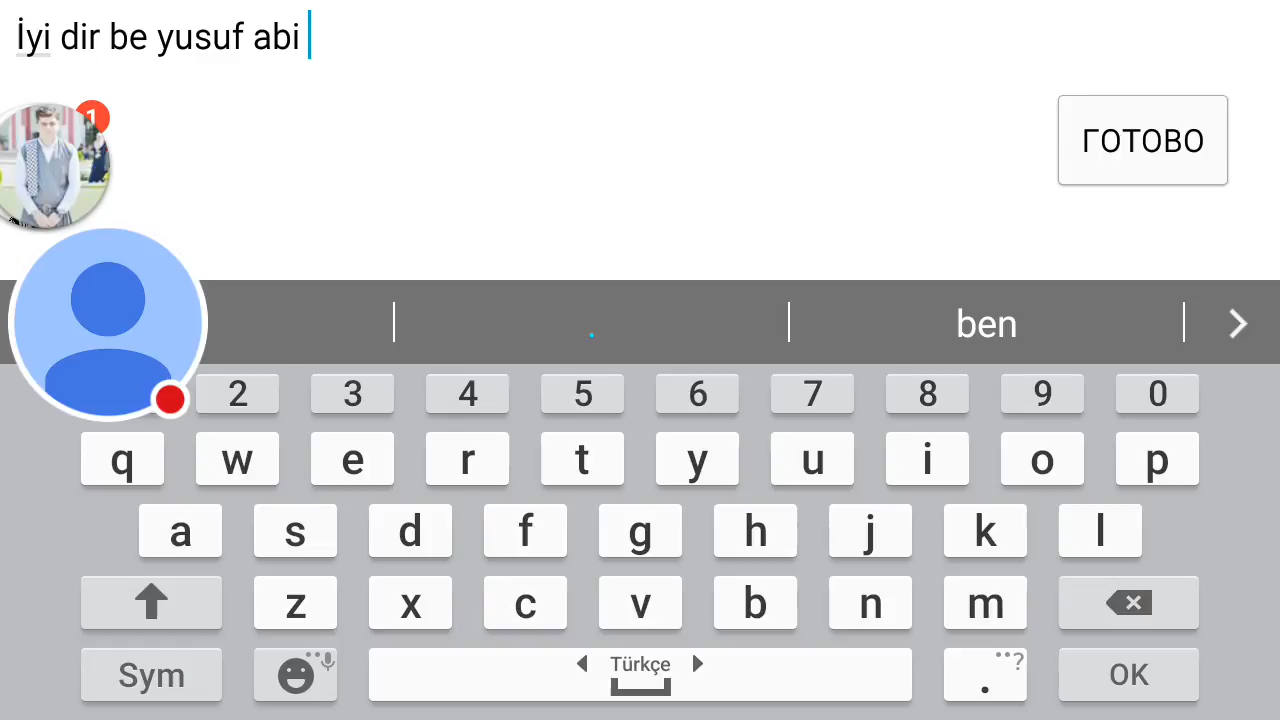 İyi dir be yusuf abi
1
ГОТОВО
. ben
2 3 4 5 6 7 8 9 0
q w e r t y u i o p
a s d f g h j k l
z x c v b n m
Sym Türkçe . ? OK